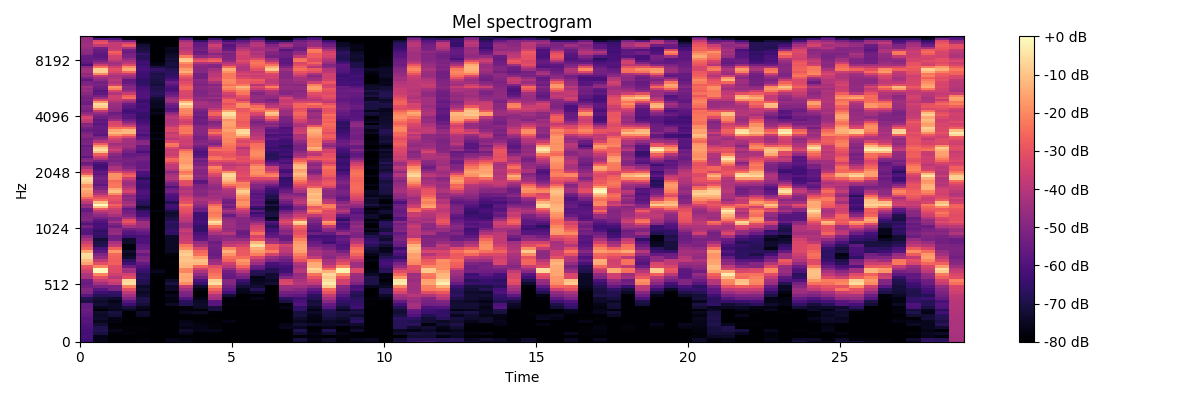 Mel spectrogram
+0 dB
8192
-10 dB
4096
-20 dB
-30 dB
Hz
2048
-40 dB
1024
-50 dB
-60 dB
512
-70 dB
0
-80 dB
0 5 10 15 20 25
Time